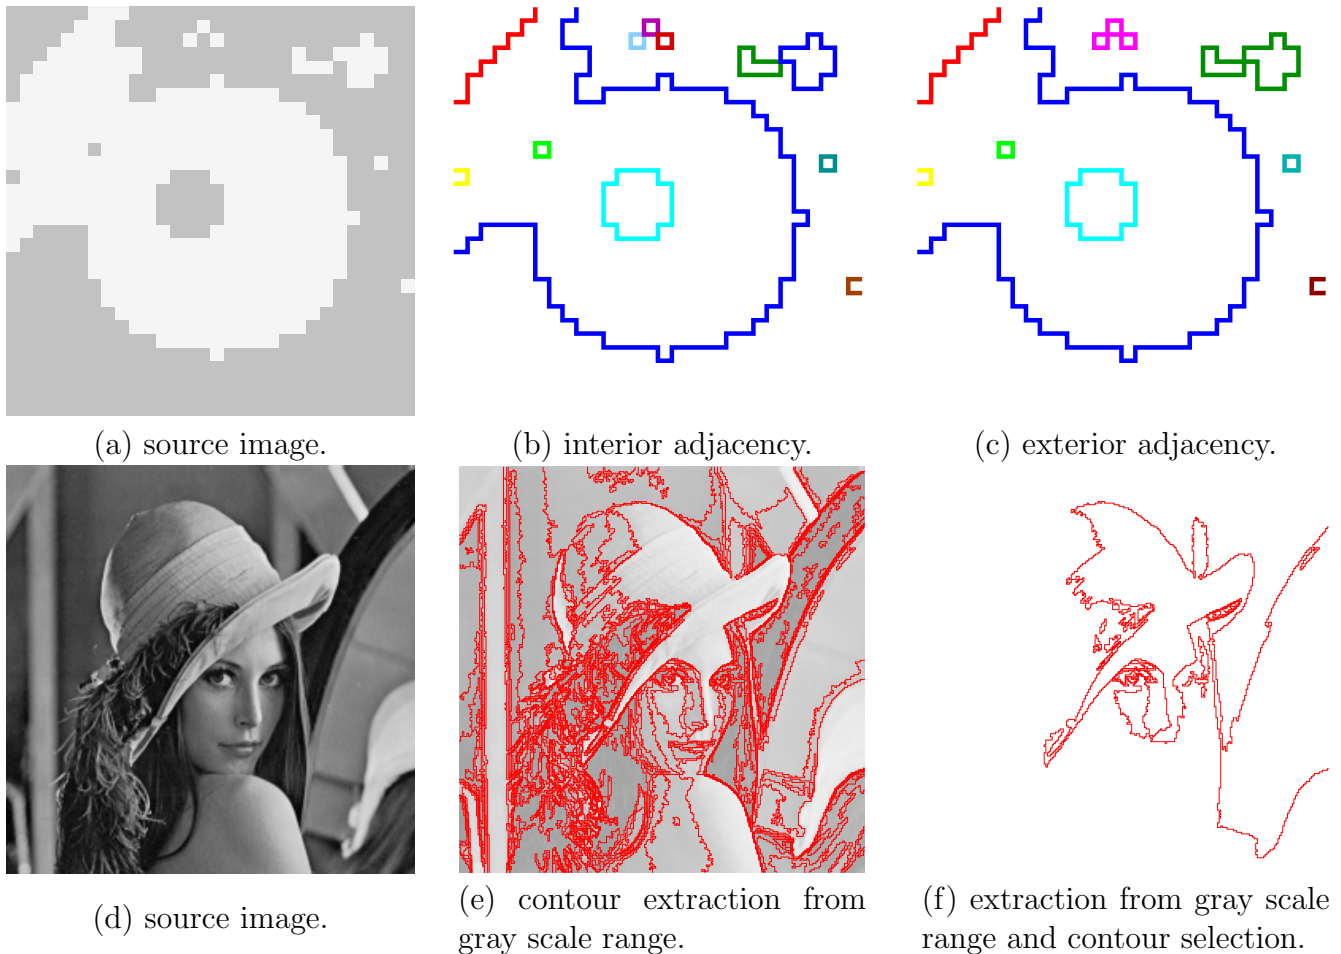 (a) source image.
(b) interior adjacency.
(c) exterior adjacency.
(d) source image.
(e) contour extraction from
gray scale range.
(f) extraction from gray scale
range and contour selection.